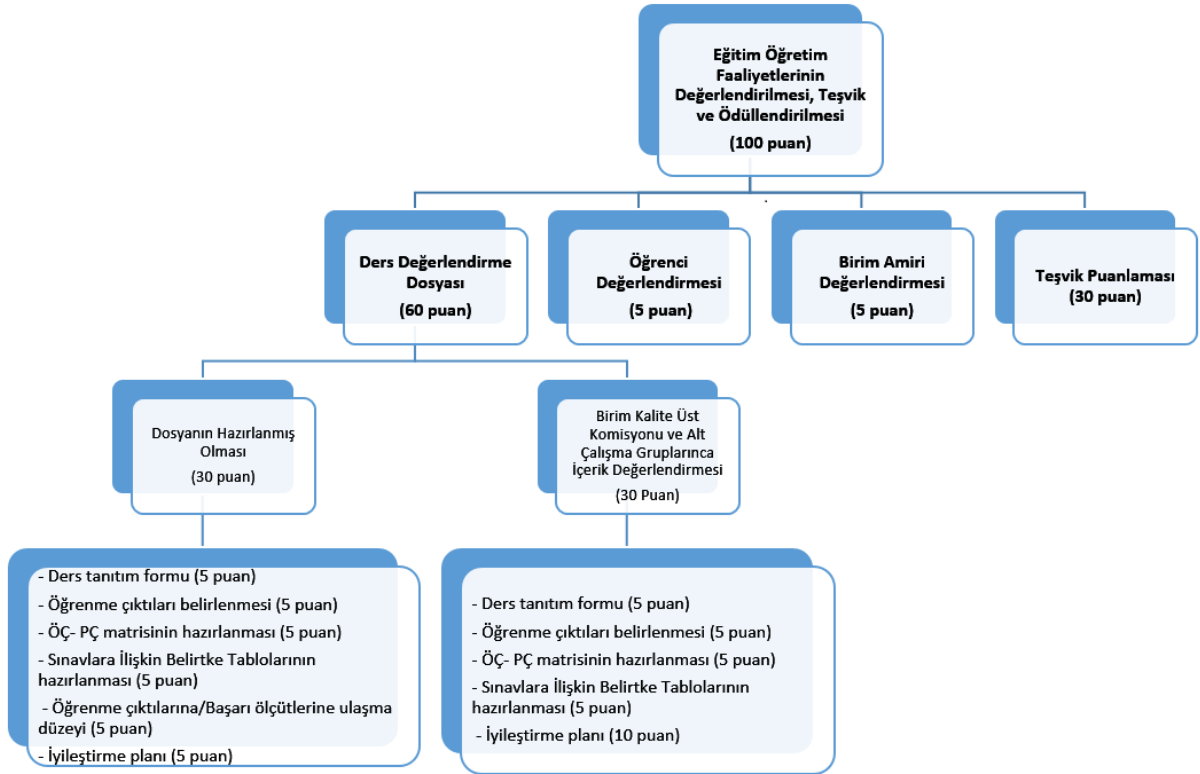 Eğitim Öğretim
Faaliyetlerinin
Değerlendirilmesi, Teşvik
ve Ödüllendirilmesi
(100 puan)
Ders Değerlendirme
Dosyası
(60 puan)
Öğrenci
Değerlendirmesi
(5 puan)
Birim Amiri
Değerlendirmesi
(5 puan)
Teşvik Puanlaması
(30 puan)
Dosyanın Hazırlanmış
Olması
(30 puan)
Birim Kalite Üst
Komisyonu ve Alt
Çalışma Gruplarınca
İçerik Değerlendirmesi
(30 Puan)
- Ders tanıtım formu (5 puan)
- Öğrenme çıktıları belirlenmesi (5 puan)
- ÖÇ- PÇ matrisinin hazırlanması (5 puan)
- Sınavlara İlişkin Belirtke Tablolarının
hazırlanması (5 puan)
- Öğrenme çıktılarına/Başarı ölçütlerine ulaşma
düzeyi (5 puan)
- İyileştirme planı (5 puan)
- Ders tanıtım formu (5 puan)
- Öğrenme çıktıları belirlenmesi (5 puan)
- ÖÇ- PÇ matrisinin hazırlanması (5 puan)
- Sınavlara İlişkin Belirtke Tablolarının
hazırlanması (5 puan)
- İyileştirme planı (10 puan)